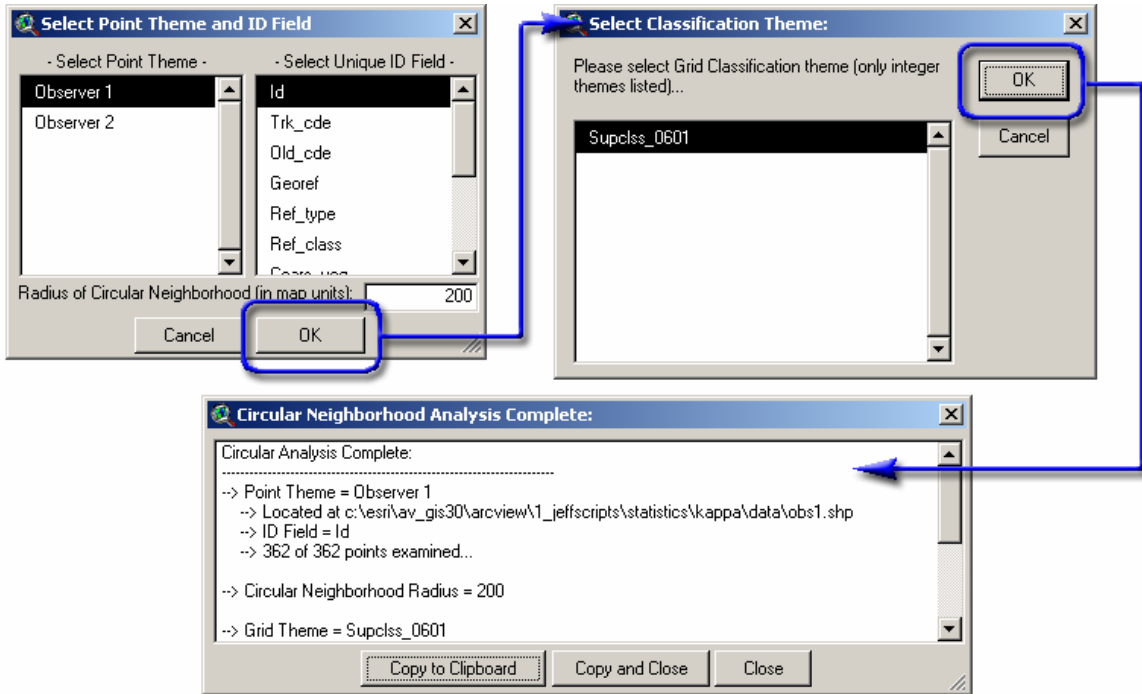 Select Point Theme and ID Field
- Select Point Theme -
Observer 1
Observer 2
- Select Unique ID Field -
Id
Trk_cde
Old_cde
Georef
Ref_type
Ref_class
Radius of Circular Neighborhood (in map units):
200
Cancel
OK
Select Classification Theme:
Please select Grid Classification theme (only integer
themes listed)...
Supclss_0601
OK
Cancel
Circular Neighborhood Analysis Complete:
Circular Analysis Complete:
--------------------------------------------------------------------
--> Point Theme = Observer 1
--> Located at c:\esri\av_gis30\arcview\1_jeffscripts\statistics\kappa\data\obs1.shp
--> ID Field = Id
--> 362 of 362 points examined...
--> Circular Neighborhood Radius = 200
--> Grid Theme = Supclss_0601
Copy to Clipboard
Copy and Close
Close